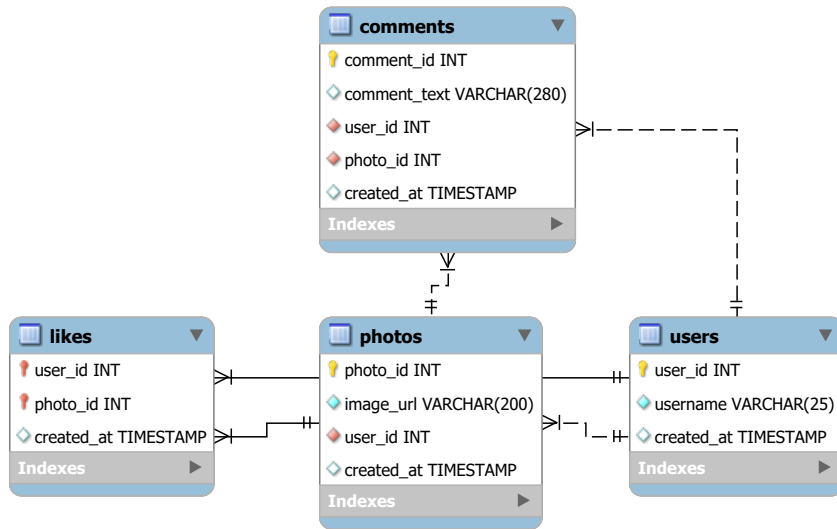 comments
comment_id INT
comment_text VARCHAR(280)
user_id INT
photo_id INT
created_at TIMESTAMP
Indexes
likes
user_id INT
photo_id INT
created_at TIMESTAMP
Indexes
photos
photo_id INT
image_url VARCHAR(200)
user_id INT
created_at TIMESTAMP
Indexes
users
user_id INT
username VARCHAR(25)
created_at TIMESTAMP
Indexes